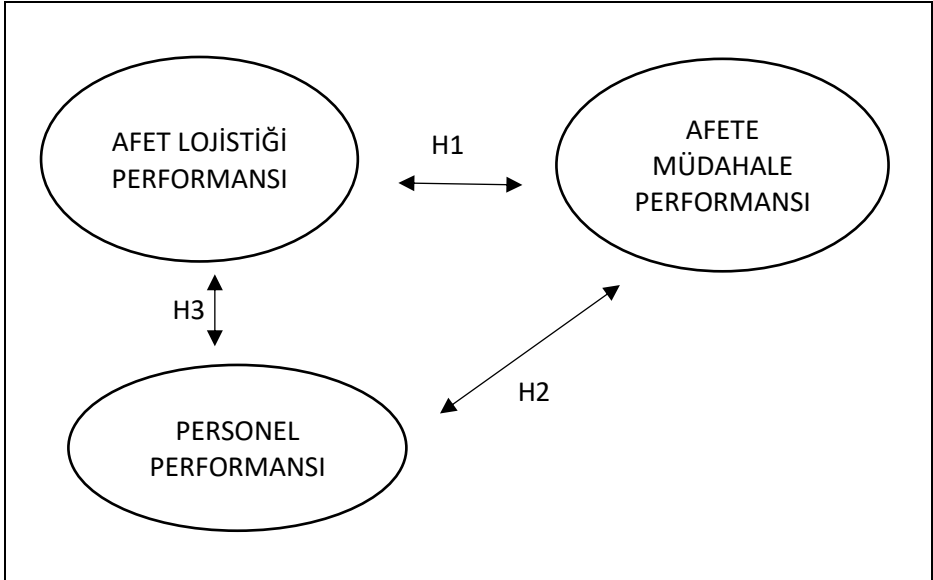 AFET LOJİSTİĞİ
PERFORMANSI
H1
AFETE
MÜDAHALE
PERFORMANSI
H3
H2
PERSONEL
PERFORMANSI